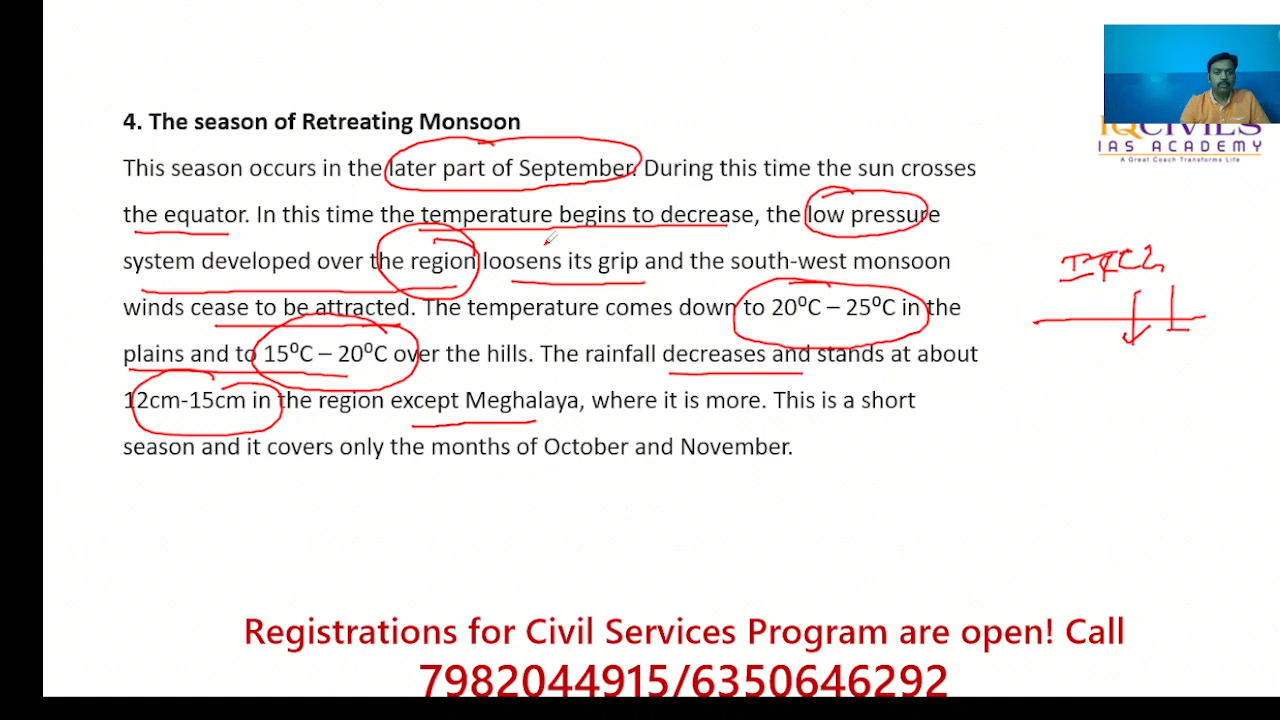 IQCIVILS
IAS ACADEMY
A Great Coach Transforms Life
4. The season of Retreating Monsoon
This season occurs in the later part of September. During this time the sun crosses
the equator. In this time the temperature begins to decrease, the low pressure
system developed over the region loosens its grip and the south-west monsoon
winds cease to be attracted. The temperature comes down to 20⁰C – 25⁰C in the
plains and to 15⁰C – 20⁰C over the hills. The rainfall decreases and stands at about
12cm-15cm in the region except Meghalaya, where it is more. This is a short
season and it covers only the months of October and November.
Registrations for Civil Services Program are open! Call
7982044915/6350646292